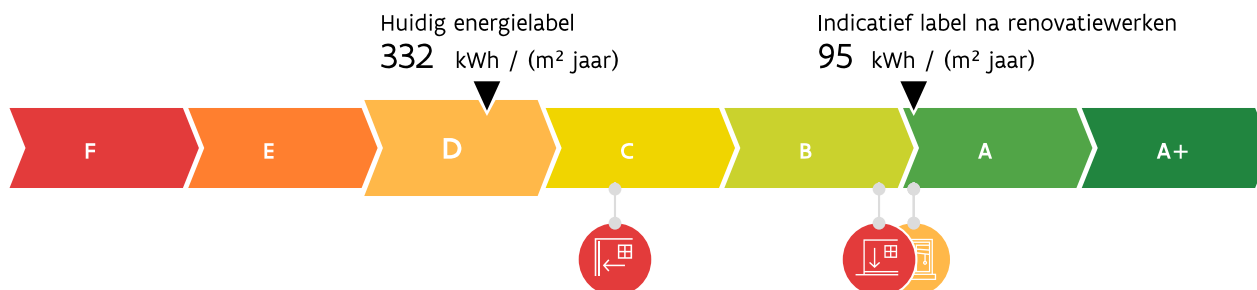 Huidig energielabel
332 kWh / (m² jaar)
Indicatief label na renovatiewerken
95 kWh / (m² jaar)
F E D C B A A+